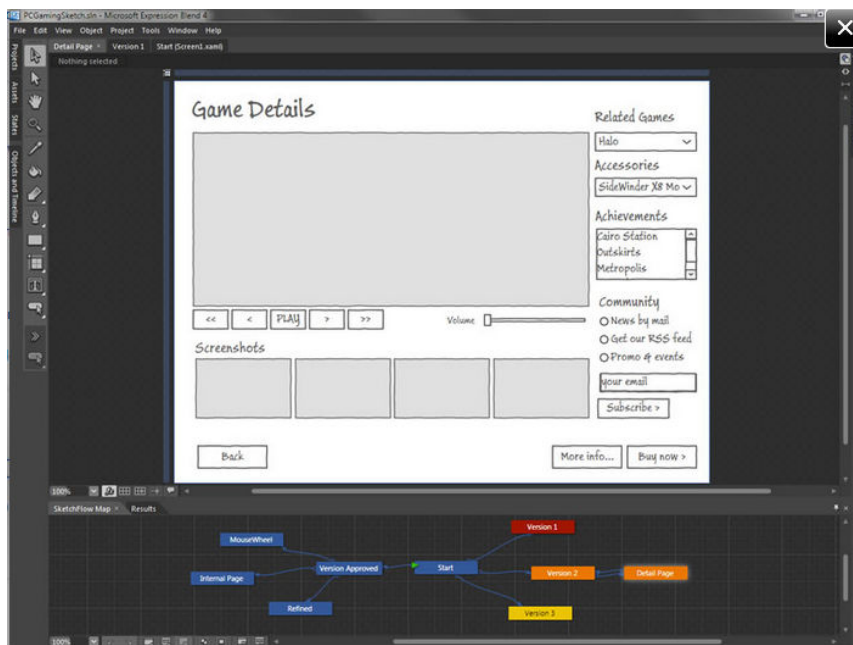 PCGamingSketch.sln - Microsoft Expression Blend 4
File Edit View Object Project Tools Window Help
Detail Page × Version 1 Start (Screen1.xaml)
Nothing selected
Projects
Assets
States
Objects and Timeline
Game Details
Related Games
Halo
Accessories
SideWinder X8 Mo
Achievements
Cairo Station
Outskirts
Metropolis
<< < PLAY > >>
Volume
Community
News by mail
Get our RSS feed
Promo & events
your email
Subscribe >
Screenshots
Back
More info...
Buy now >
100%
SketchFlow Map × Results
Version 1
MouseWheel
Version Approved
Start
Internal Page
Version 2
Detail Page
Refined
Version 3
100%